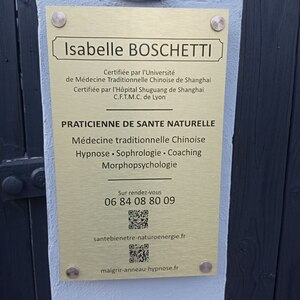 Isabelle BOSCHETTI
Certifiée par l'Université
de Médecine Traditionnelle Chinoise de Shanghai
Certifiée par l'Hôpital Shuguang de Shanghai
C.F.T.M.C. de Lyon
PRATICIENNE DE SANTE NATURELLE
Médecine traditionnelle Chinoise
Hypnose • Sophrologie • Coaching
Morphopsychologie
Sur rendez-vous
06 84 08 80 09
santebienetre-naturoenergie.fr
maigrir-anneau-hypnose.fr